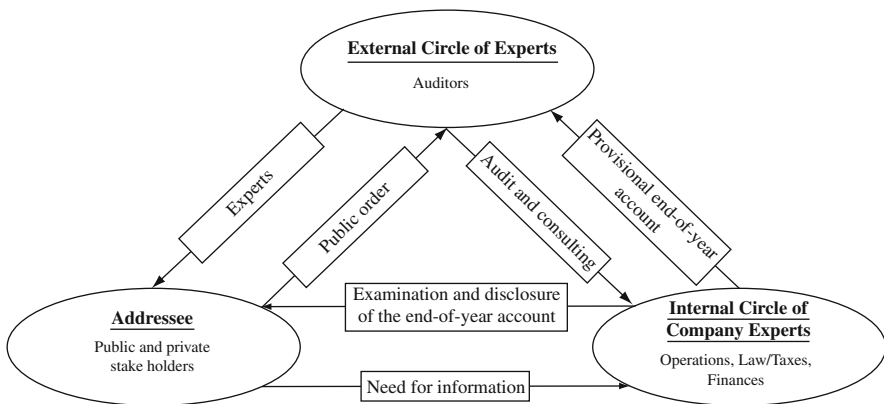 External Circle of Experts
Auditors
Experts
Public order
Audit and consulting
Provisional end-of-year
account
Addressee
Public and private
stake holders
Examination and disclosure
of the end-of-year account
Internal Circle of
Company Experts
Operations, Law/Taxes,
Finances
Need for information